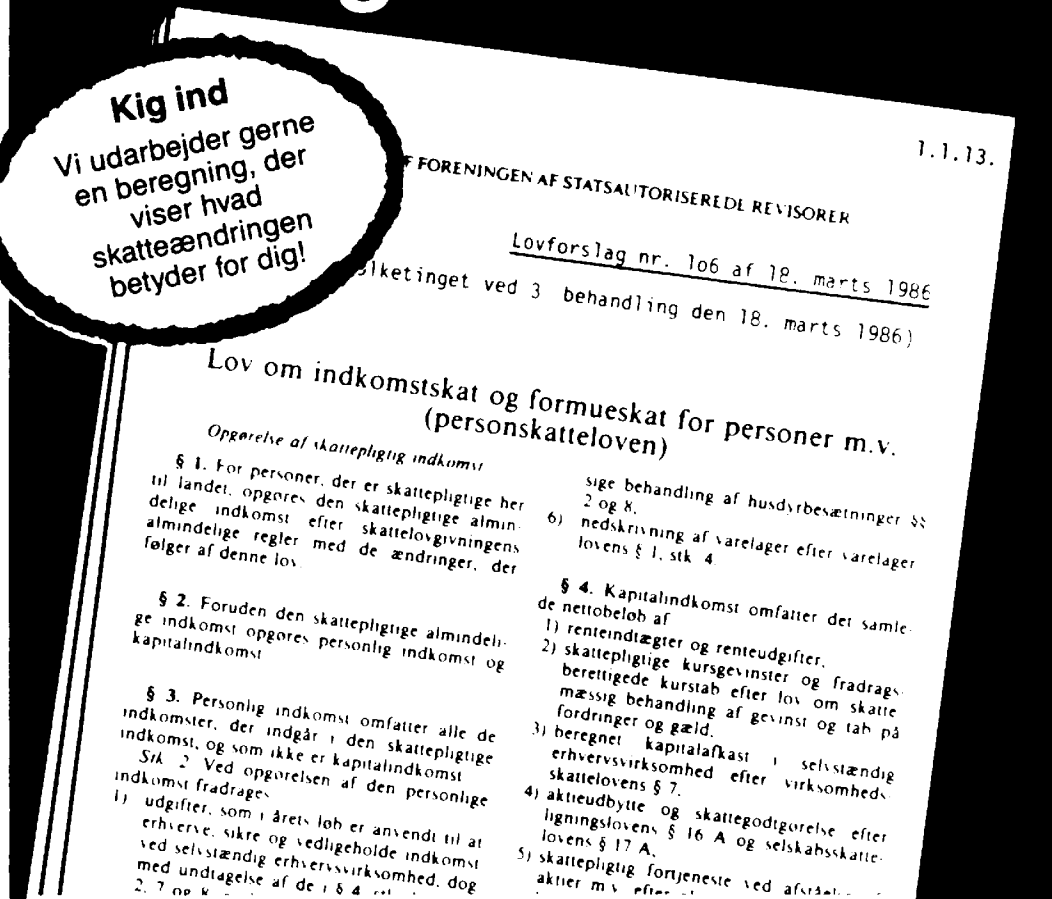 Kig ind
Vi udarbejder gerne
en beregning, der
viser hvad
skatteændringen
betyder for dig!
1.1.13.
F FORENINGEN AF STATSAUTORISEREDE REVISORER
Lovforslag nr. 1o6 af 18. marts 1986
lketinget ved 3 behandling den 18. marts 1986)
Lov om indkomstskat og formueskat for personer m.v.
(personskatteloven)
Opgørelse af skattepligtig indkomst
§ 1. For personer, der er skattepligtige her
til landet, opgøres den skattepligtige almin-
delige indkomst efter skattelovgivningens
almindelige regler med de ændringer, der
følger af denne lov.
§ 2. Foruden den skattepligtige almindeli-
ge indkomst opgøres personlig indkomst og
kapitalindkomst
§ 3. Personlig indkomst omfatter alle de
indkomster, der indgår i den skattepligtige
indkomst, og som ikke er kapitalindkomst
Stk 2 Ved opgørelsen af den personlige
indkomst fradrages
1) udgifter, som i årets løb er anvendt til at
erhverve, sikre og vedligeholde indkomst
ved selvstændig erhvervsvirksomhed, dog
med undtagelse af de i § 4, stk
2, 7 og 8
sige behandling af husdyrbesætninger §§
2 og 8.
6) nedskrivning af varelager efter varelager
lovens § 1, stk 4
§ 4. Kapitalindkomst omfatter det samle-
de nettobeløb af
1) renteindtægter og renteudgifter,
2) skattepligtige kursgevinster og fradrags-
berettigede kurstab efter lov om skatte
mæssig behandling af gevinst og tab på
fordringer og gæld.
3) beregnet kapitalafkast i selvstændig
erhvervsvirksomhed efter virksomheds-
skattelovens § 7.
4) aktieudbytte og skattegodtgørelse efter
ligningslovens § 16 A og selskabsskatte-
lovens § 17 A.
5) skattepligtig fortjeneste ved afståelse
aktier m.v. efter